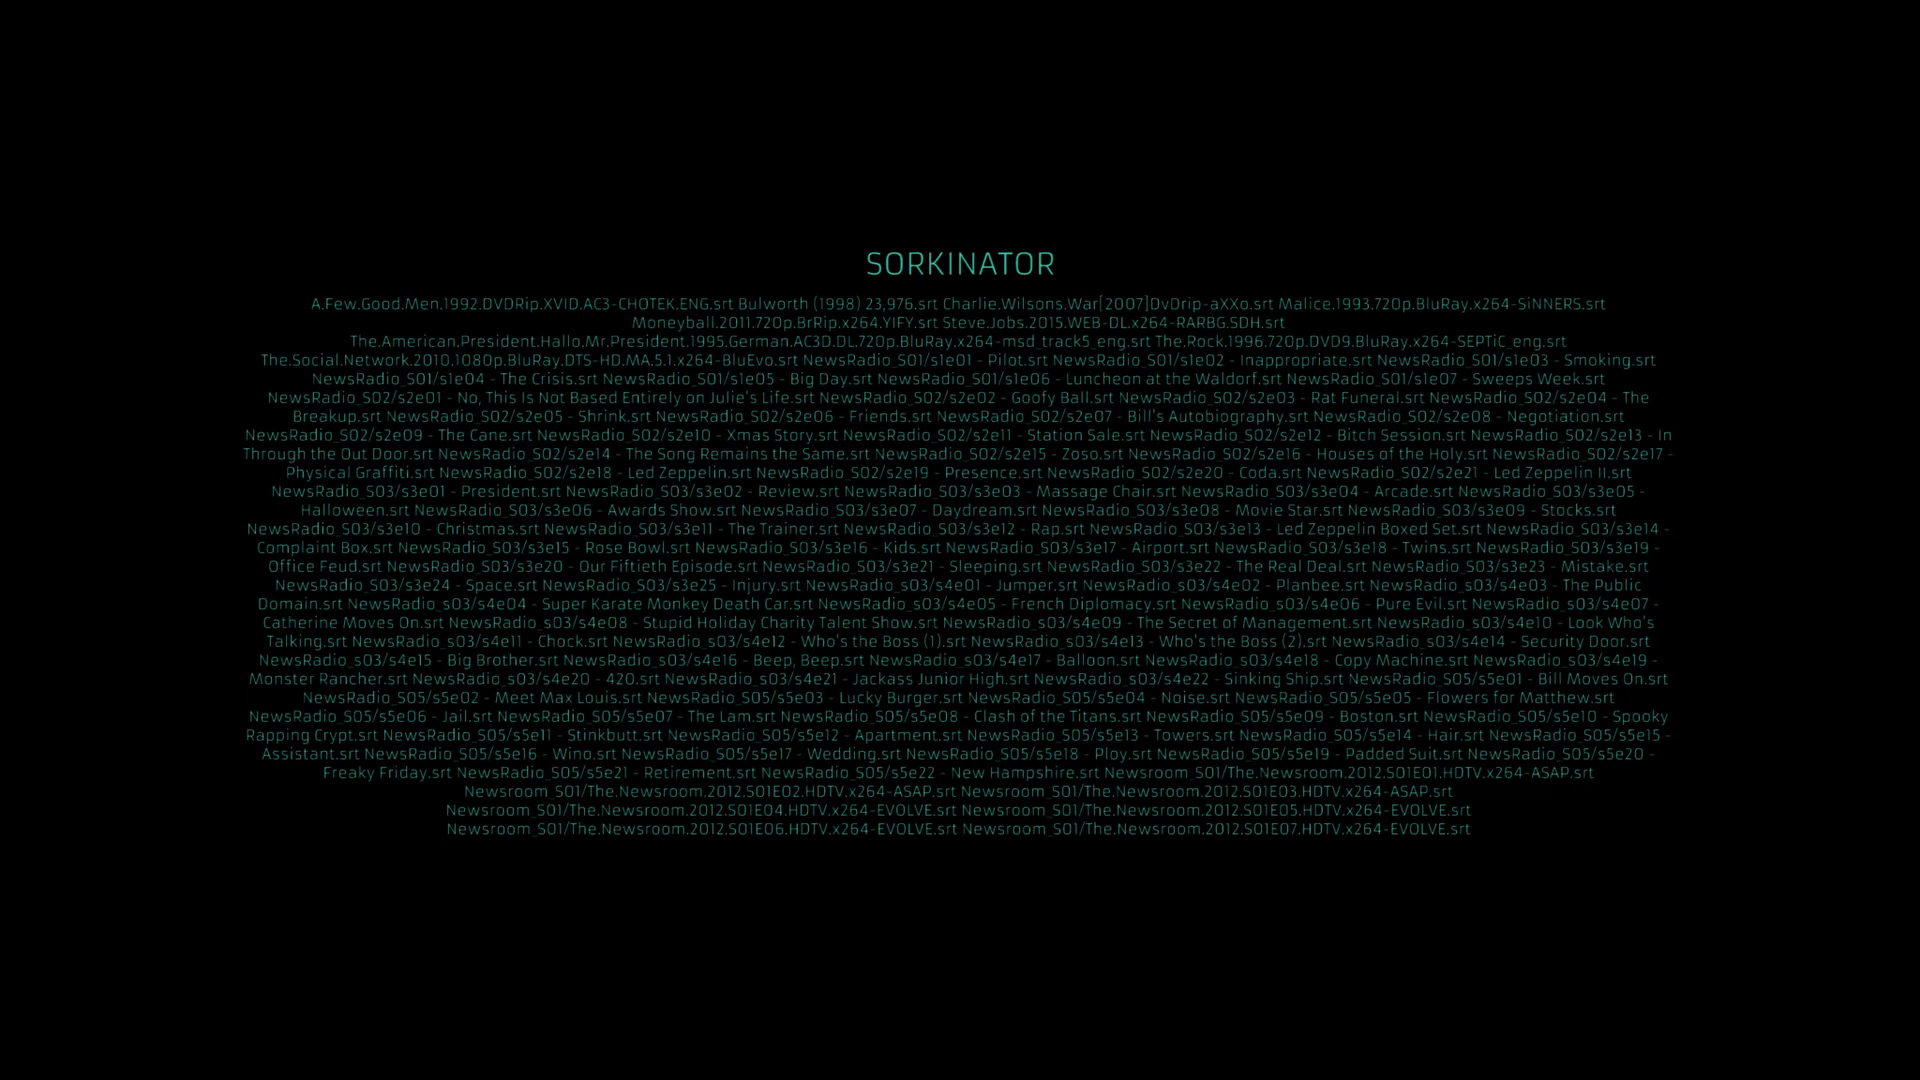 SORKINATOR
A.Few.Good.Men.1992.DVDRip.XVID.AC3-CHOTEK.ENG.srt Bulworth (1998) 23,976.srt Charlie.Wilsons.War[2007]DvDrip-aXXo.srt Malice.1993.720p.BluRay.x264-SiNNERS.srt
Moneyball.2011.720p.BrRip.x264.YIFY.srt Steve.Jobs.2015.WEB-DL.x264-RARBG.SDH.srt
The.American.President.Hallo.Mr.President.1995.German.AC3D.DL.720p.BluRay.x264-msd_track5_eng.srt The.Rock.1996.720p.DVD9.BluRay.x264-SEPTiC_eng.srt
The.Social.Network.2010.1080p.BluRay.DTS-HD.MA.5.1.x264-BluEvo.srt NewsRadio_S01/s1e01 - Pilot.srt NewsRadio_S01/s1e02 - Inappropriate.srt NewsRadio_S01/s1e03 - Smoking.srt
NewsRadio_S01/s1e04 - The Crisis.srt NewsRadio_S01/s1e05 - Big Day.srt NewsRadio_S01/s1e06 - Luncheon at the Waldorf.srt NewsRadio_S01/s1e07 - Sweeps Week.srt
NewsRadio_S02/s2e01 - No, This Is Not Based Entirely on Julie's Life.srt NewsRadio_S02/s2e02 - Goofy Ball.srt NewsRadio_S02/s2e03 - Rat Funeral.srt NewsRadio_S02/s2e04 - The
Breakup.srt NewsRadio_S02/s2e05 - Shrink.srt NewsRadio_S02/s2e06 - Friends.srt NewsRadio_S02/s2e07 - Bill's Autobiography.srt NewsRadio_S02/s2e08 - Negotiation.srt
NewsRadio_S02/s2e09 - The Cane.srt NewsRadio_S02/s2e10 - Xmas Story.srt NewsRadio_S02/s2e11 - Station Sale.srt NewsRadio_S02/s2e12 - Bitch Session.srt NewsRadio_S02/s2e13 - In
Through the Out Door.srt NewsRadio_S02/s2e14 - The Song Remains the Same.srt NewsRadio_S02/s2e15 - Zoso.srt NewsRadio_S02/s2e16 - Houses of the Holy.srt NewsRadio_S02/s2e17 -
Physical Graffiti.srt NewsRadio_S02/s2e18 - Led Zeppelin.srt NewsRadio_S02/s2e19 - Presence.srt NewsRadio_S02/s2e20 - Coda.srt NewsRadio_S02/s2e21 - Led Zeppelin II.srt
NewsRadio_S03/s3e01 - President.srt NewsRadio_S03/s3e02 - Review.srt NewsRadio_S03/s3e03 - Massage Chair.srt NewsRadio_S03/s3e04 - Arcade.srt NewsRadio_S03/s3e05 -
Halloween.srt NewsRadio_S03/s3e06 - Awards Show.srt NewsRadio_S03/s3e07 - Daydream.srt NewsRadio_S03/s3e08 - Movie Star.srt NewsRadio_S03/s3e09 - Stocks.srt
NewsRadio_S03/s3e10 - Christmas.srt NewsRadio_S03/s3e11 - The Trainer.srt NewsRadio_S03/s3e12 - Rap.srt NewsRadio_S03/s3e13 - Led Zeppelin Boxed Set.srt NewsRadio_S03/s3e14 -
Complaint Box.srt NewsRadio_S03/s3e15 - Rose Bowl.srt NewsRadio_S03/s3e16 - Kids.srt NewsRadio_S03/s3e17 - Airport.srt NewsRadio_S03/s3e18 - Twins.srt NewsRadio_S03/s3e19 -
Office Feud.srt NewsRadio_S03/s3e20 - Our Fiftieth Episode.srt NewsRadio_S03/s3e21 - Sleeping.srt NewsRadio_S03/s3e22 - The Real Deal.srt NewsRadio_S03/s3e23 - Mistake.srt
NewsRadio_S03/s3e24 - Space.srt NewsRadio_S03/s3e25 - Injury.srt NewsRadio_s03/s4e01 - Jumper.srt NewsRadio_s03/s4e02 - Planbee.srt NewsRadio_s03/s4e03 - The Public
Domain.srt NewsRadio_s03/s4e04 - Super Karate Monkey Death Car.srt NewsRadio_s03/s4e05 - French Diplomacy.srt NewsRadio_s03/s4e06 - Pure Evil.srt NewsRadio_s03/s4e07 -
Catherine Moves On.srt NewsRadio_s03/s4e08 - Stupid Holiday Charity Talent Show.srt NewsRadio_s03/s4e09 - The Secret of Management.srt NewsRadio_s03/s4e10 - Look Who's
Talking.srt NewsRadio_s03/s4e11 - Chock.srt NewsRadio_s03/s4e12 - Who's the Boss (1).srt NewsRadio_s03/s4e13 - Who's the Boss (2).srt NewsRadio_s03/s4e14 - Security Door.srt
NewsRadio_s03/s4e15 - Big Brother.srt NewsRadio_s03/s4e16 - Beep, Beep.srt NewsRadio_s03/s4e17 - Balloon.srt NewsRadio_s03/s4e18 - Copy Machine.srt NewsRadio_s03/s4e19 -
Monster Rancher.srt NewsRadio_s03/s4e20 - 420.srt NewsRadio_s03/s4e21 - Jackass Junior High.srt NewsRadio_s03/s4e22 - Sinking Ship.srt NewsRadio_S05/s5e01 - Bill Moves On.srt
NewsRadio_S05/s5e02 - Meet Max Louis.srt NewsRadio_S05/s5e03 - Lucky Burger.srt NewsRadio_S05/s5e04 - Noise.srt NewsRadio_S05/s5e05 - Flowers for Matthew.srt
NewsRadio_S05/s5e06 - Jail.srt NewsRadio_S05/s5e07 - The Lam.srt NewsRadio_S05/s5e08 - Clash of the Titans.srt NewsRadio_S05/s5e09 - Boston.srt NewsRadio_S05/s5e10 - Spooky
Rapping Crypt.srt NewsRadio_S05/s5e11 - Stinkbutt.srt NewsRadio_S05/s5e12 - Apartment.srt NewsRadio_S05/s5e13 - Towers.srt NewsRadio_S05/s5e14 - Hair.srt NewsRadio_S05/s5e15 -
Assistant.srt NewsRadio_S05/s5e16 - Wino.srt NewsRadio_S05/s5e17 - Wedding.srt NewsRadio_S05/s5e18 - Ploy.srt NewsRadio_S05/s5e19 - Padded Suit.srt NewsRadio_S05/s5e20 -
Freaky Friday.srt NewsRadio_S05/s5e21 - Retirement.srt NewsRadio_S05/s5e22 - New Hampshire.srt Newsroom_S01/The.Newsroom.2012.S01E01.HDTV.x264-ASAP.srt
Newsroom_S01/The.Newsroom.2012.S01E02.HDTV.x264-ASAP.srt Newsroom_S01/The.Newsroom.2012.S01E03.HDTV.x264-ASAP.srt
Newsroom_S01/The.Newsroom.2012.S01E04.HDTV.x264-EVOLVE.srt Newsroom_S01/The.Newsroom.2012.S01E05.HDTV.x264-EVOLVE.srt
Newsroom_S01/The.Newsroom.2012.S01E06.HDTV.x264-EVOLVE.srt Newsroom_S01/The.Newsroom.2012.S01E07.HDTV.x264-EVOLVE.srt